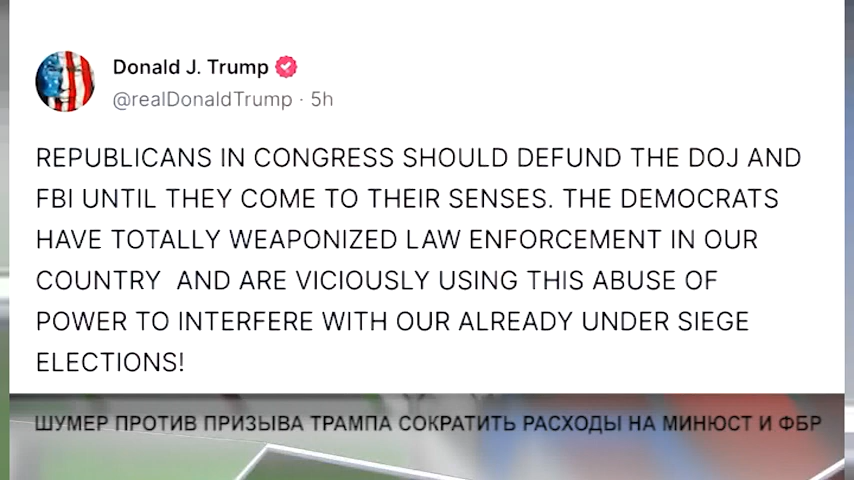 Donald J. Trump
@realDonaldTrump · 5h
REPUBLICANS IN CONGRESS SHOULD DEFUND THE DOJ AND
FBI UNTIL THEY COME TO THEIR SENSES. THE DEMOCRATS
HAVE TOTALLY WEAPONIZED LAW ENFORCEMENT IN OUR
COUNTRY  AND ARE VICIOUSLY USING THIS ABUSE OF
POWER TO INTERFERE WITH OUR ALREADY UNDER SIEGE
ELECTIONS!
ШУМЕР ПРОТИВ ПРИЗЫВА ТРАМПА СОКРАТИТЬ РАСХОДЫ НА МИНЮСТ И ФБР